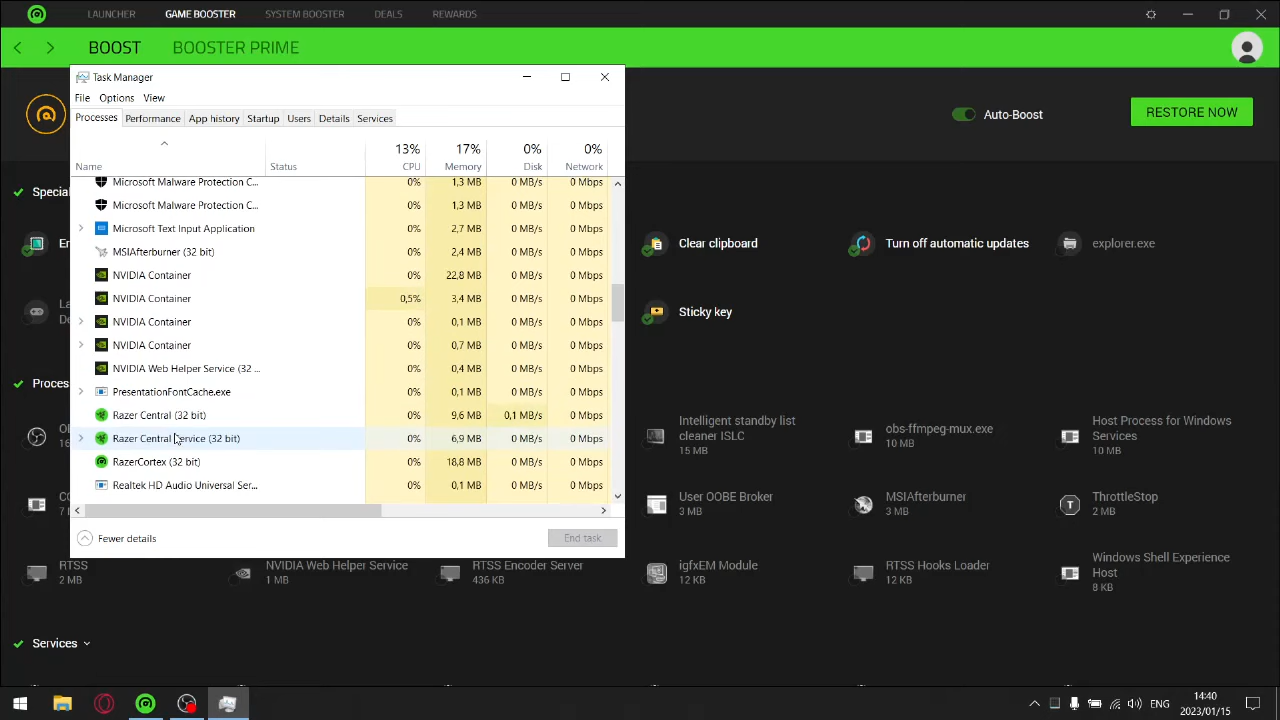 LAUNCHER
GAME BOOSTER
SYSTEM BOOSTER
DEALS
REWARDS
BOOST
BOOSTER PRIME
Task Manager
File Options View
Processes Performance App history Startup Users Details Services
Auto-Boost
RESTORE NOW
13% 17% 0% 0%
Name Status CPU Memory Disk Network
Microsoft Malware Protection C... 0% 1,3 MB 0 MB/s 0 Mbps
Microsoft Malware Protection C... 0% 1,3 MB 0 MB/s 0 Mbps
Microsoft Text Input Application 0% 2,7 MB 0 MB/s 0 Mbps
MSIAfterburner (32 bit) 0% 2,4 MB 0 MB/s 0 Mbps
NVIDIA Container 0% 22,8 MB 0 MB/s 0 Mbps
NVIDIA Container 0,5% 3,4 MB 0 MB/s 0 Mbps
NVIDIA Container 0% 0,1 MB 0 MB/s 0 Mbps
NVIDIA Container 0% 0,7 MB 0 MB/s 0 Mbps
NVIDIA Web Helper Service (32 ... 0% 0,4 MB 0 MB/s 0 Mbps
PresentationFontCache.exe 0% 0,1 MB 0 MB/s 0 Mbps
Razer Central (32 bit) 0% 9,6 MB 0,1 MB/s 0 Mbps
Razer Central Service (32 bit) 0% 6,9 MB 0 MB/s 0 Mbps
RazerCortex (32 bit) 0% 18,8 MB 0 MB/s 0 Mbps
Realtek HD Audio Universal Ser... 0% 0,1 MB 0 MB/s 0 Mbps
Fewer details
End task
Clear clipboard
Turn off automatic updates
explorer.exe
Sticky key
Intelligent standby list
cleaner ISLC
15 MB
obs-ffmpeg-mux.exe
10 MB
Host Process for Windows
Services
10 MB
User OOBE Broker
3 MB
MSIAfterburner
3 MB
ThrottleStop
2 MB
RTSS
2 MB
NVIDIA Web Helper Service
1 MB
RTSS Encoder Server
436 KB
igfxEM Module
12 KB
RTSS Hooks Loader
12 KB
Windows Shell Experience
Host
8 KB
Services
ENG
14:40
2023/01/15